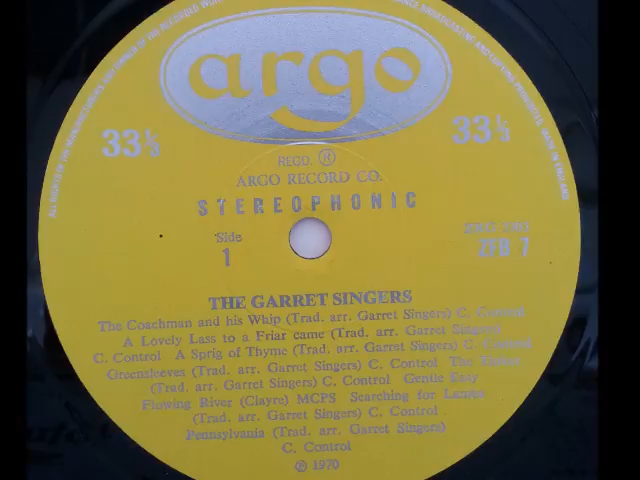 argo
33⅓ 33⅓
REGD. ®
ARGO RECORD CO.
STEREOPHONIC
Side
1
ZFB 7
THE GARRET SINGERS
The Coachman and his Whip (Trad. arr. Garret Singers) C. Control
A Lovely Lass to a Friar came (Trad. arr. Garret Singers)
C. Control A Sprig of Thyme (Trad. arr. Garret Singers) C. Control
Greensleeves (Trad. arr. Garret Singers) C. Control The
(Trad. arr. Garret Singers) C. Control Gentle Easy
Flowing River (Clayre) MCPS Searching for Lambs
(Trad. arr. Garret Singers) C. Control
Pennsylvania (Trad. arr. Garret Singers)
C. Control
℗ 1970